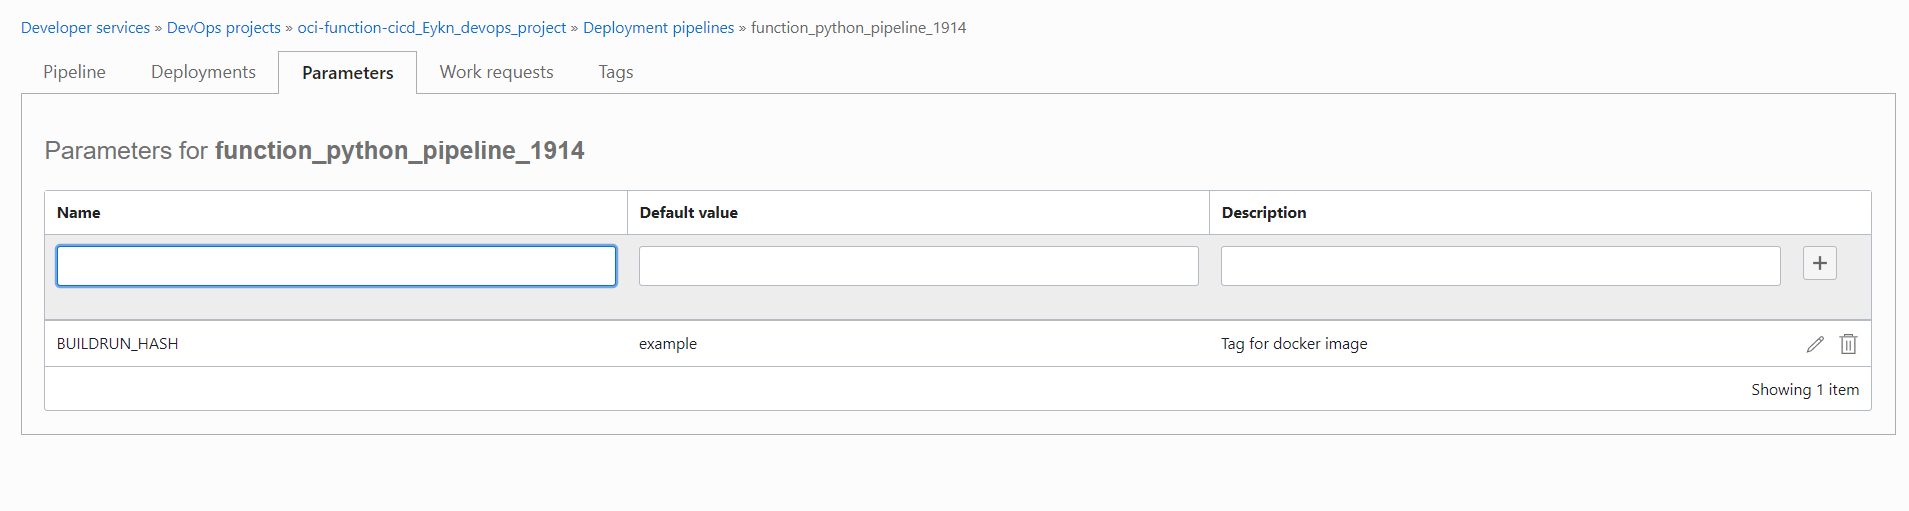 Developer services » DevOps projects » oci-function-cicd_Eykn_devops_project » Deployment pipelines » function_python_pipeline_1914
Pipeline Deployments Parameters Work requests Tags
Parameters for function_python_pipeline_1914
Name Default value Description
BUILDRUN_HASH example Tag for docker image
Showing 1 item